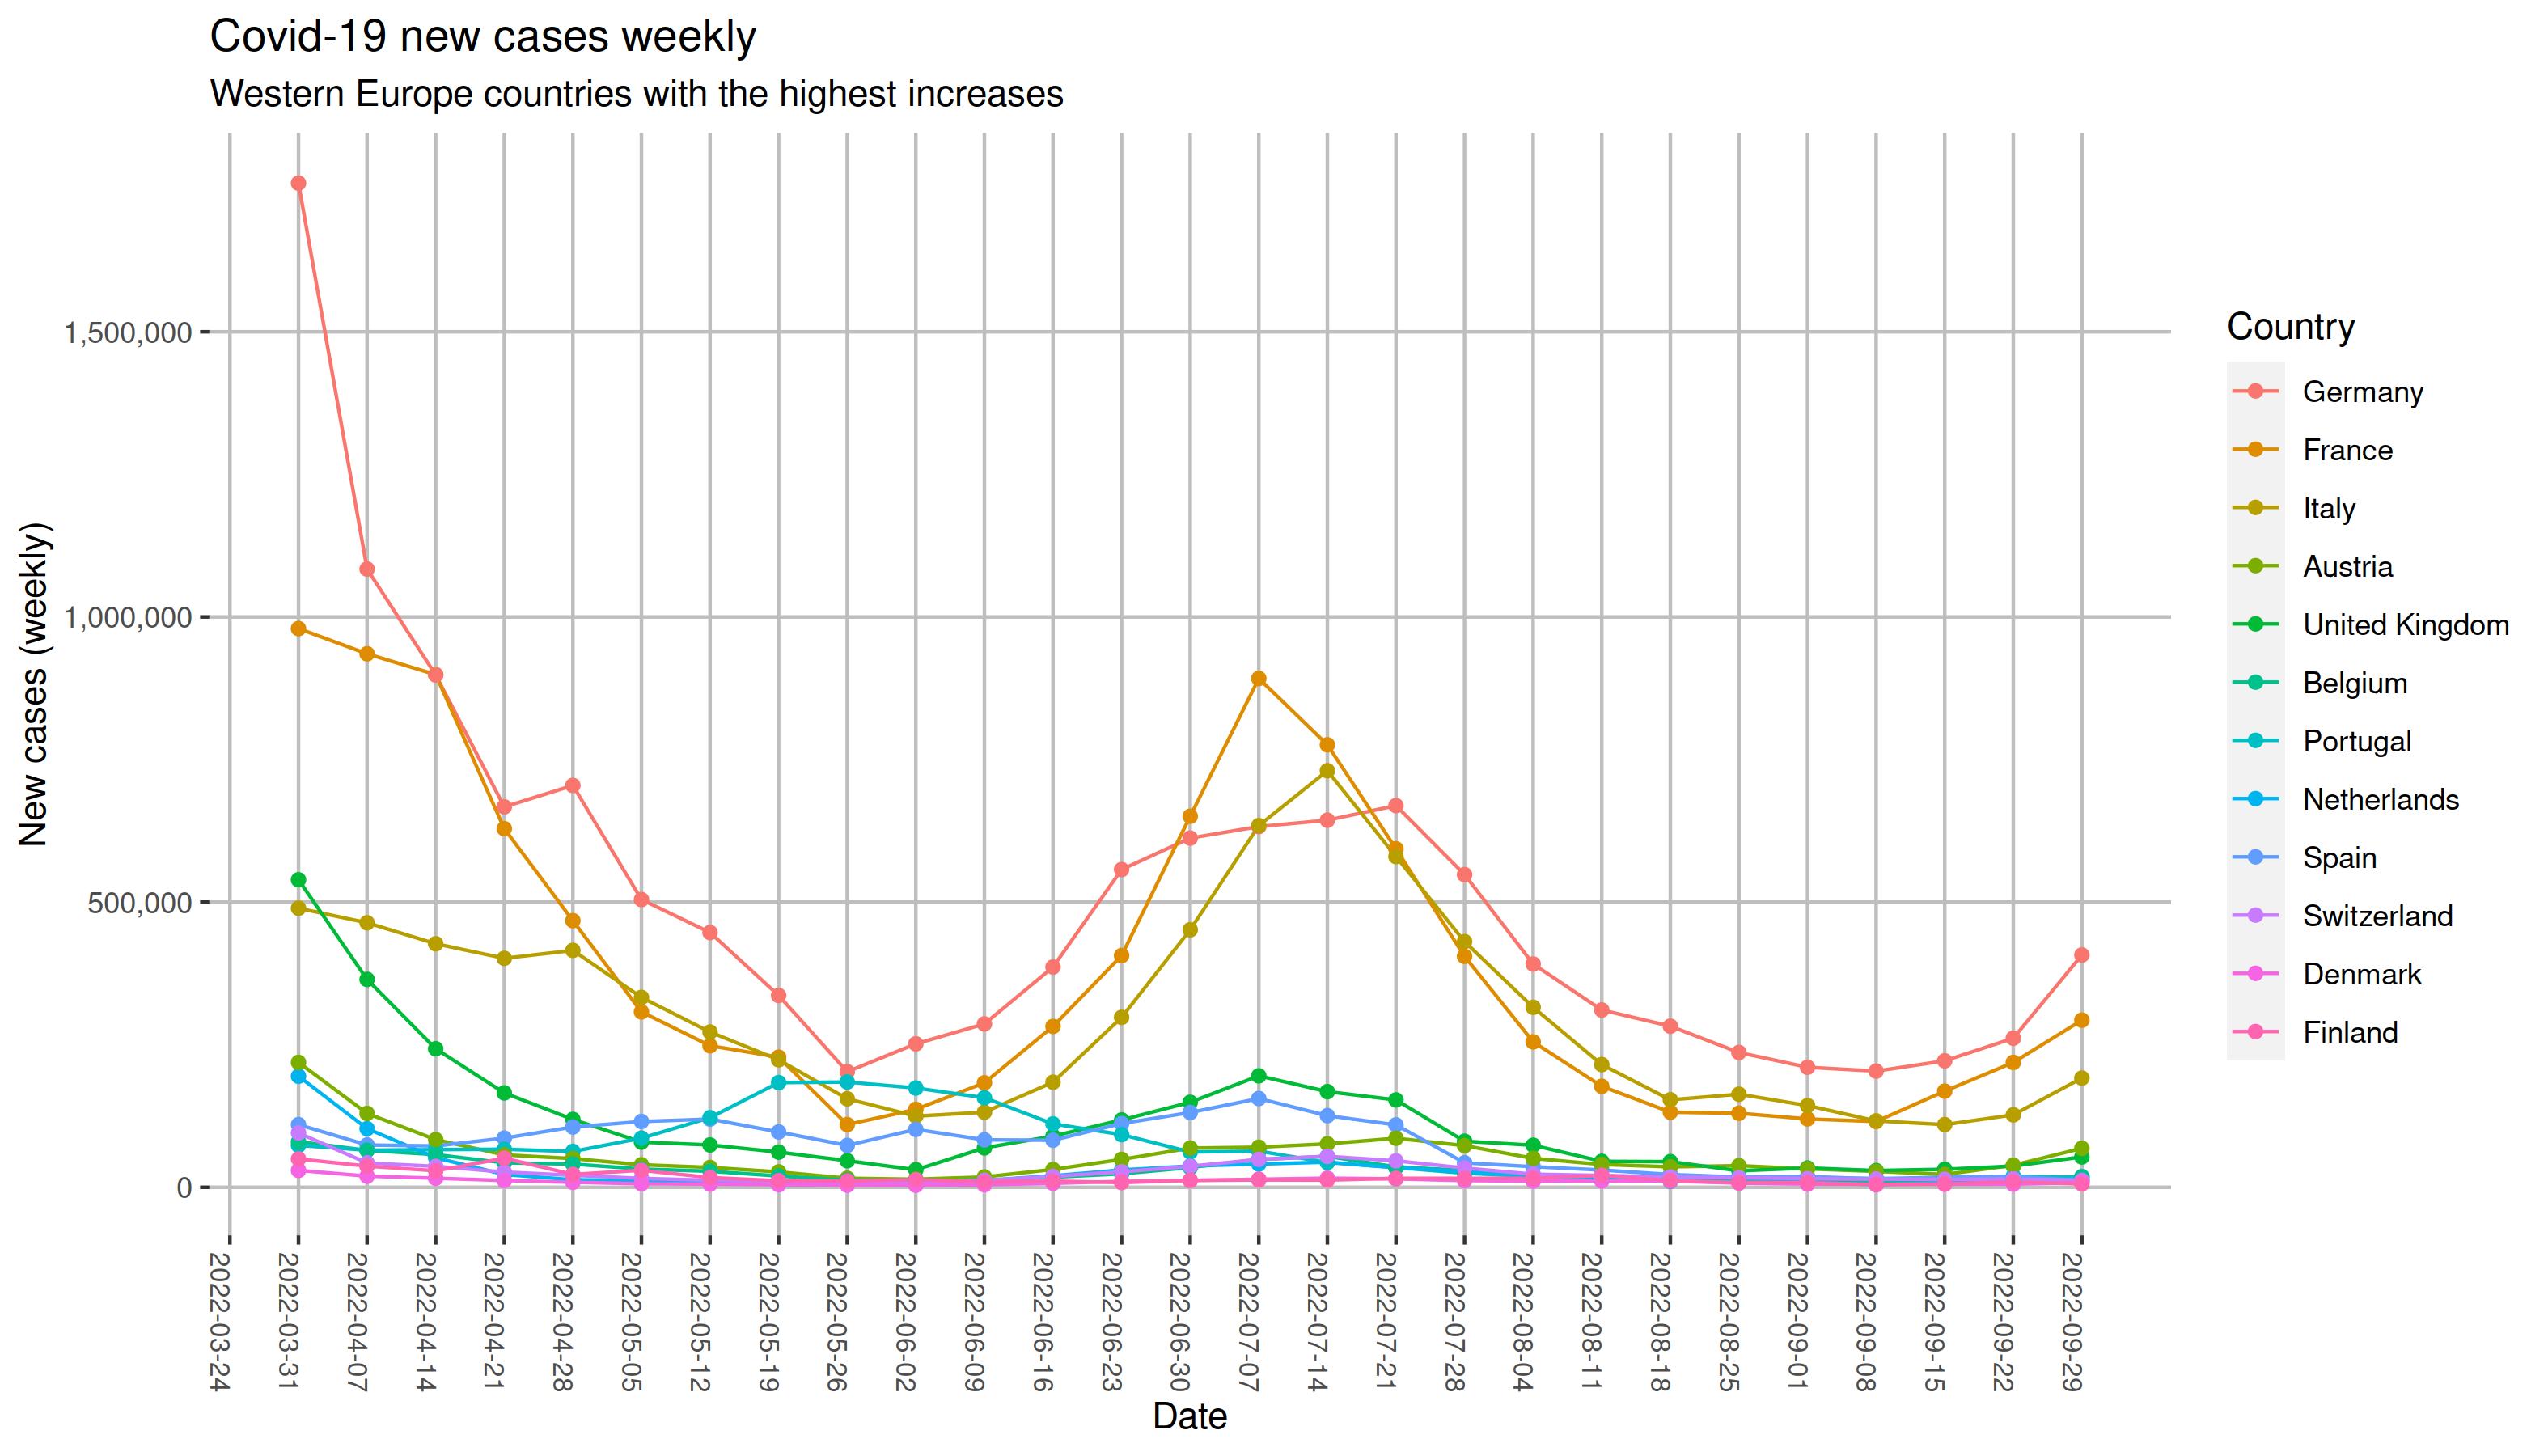 Covid-19 new cases weekly
Western Europe countries with the highest increases
New cases (weekly)
1,500,000
1,000,000
500,000
0
2022-03-24
2022-03-31
2022-04-07
2022-04-14
2022-04-21
2022-04-28
2022-05-05
2022-05-12
2022-05-19
2022-05-26
2022-06-02
2022-06-09
2022-06-16
2022-06-23
2022-06-30
2022-07-07
2022-07-14
2022-07-21
2022-07-28
2022-08-04
2022-08-11
2022-08-18
2022-08-25
2022-09-01
2022-09-08
2022-09-15
2022-09-22
2022-09-29
Date
Country
Germany
France
Italy
Austria
United Kingdom
Belgium
Portugal
Netherlands
Spain
Switzerland
Denmark
Finland